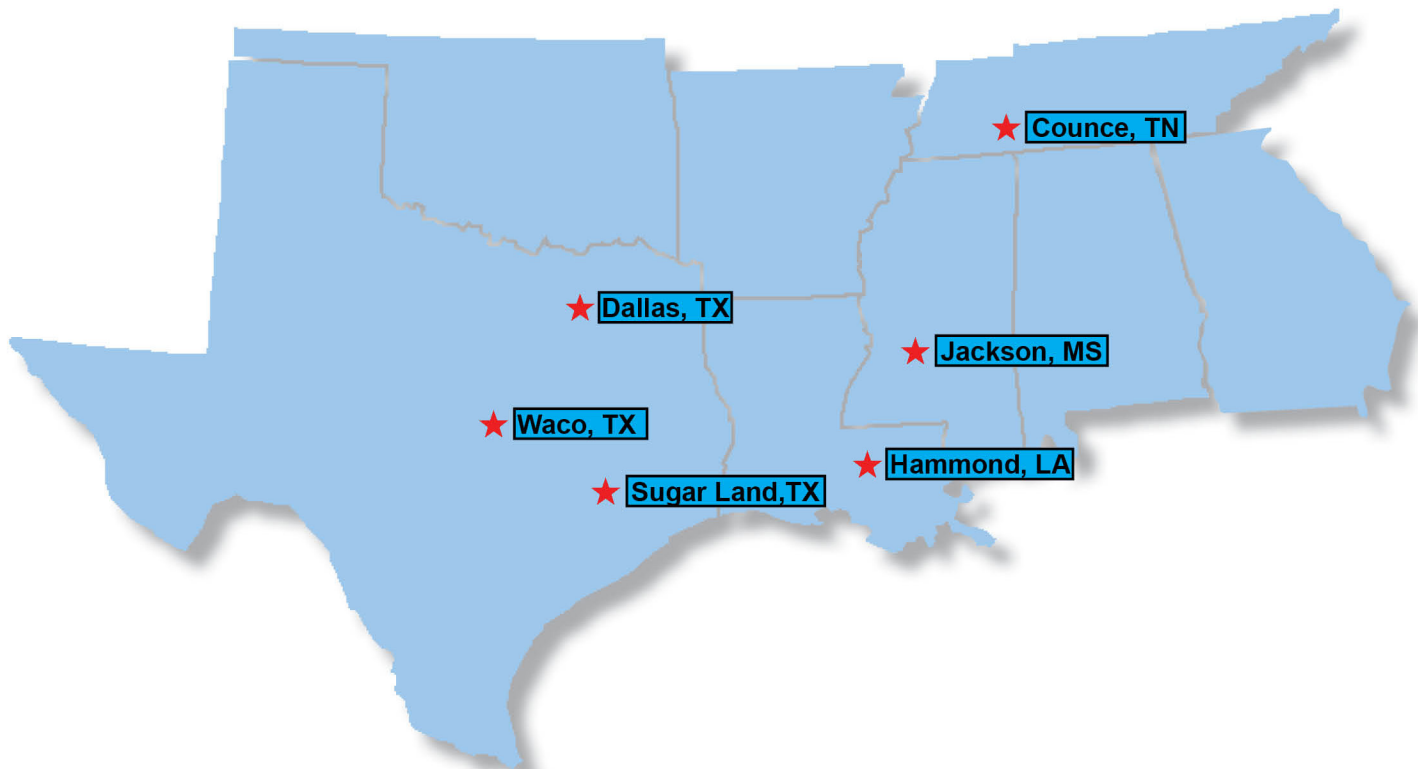 Counce, TN
Dallas, TX
Jackson, MS
Waco, TX
Hammond, LA
Sugar Land,TX